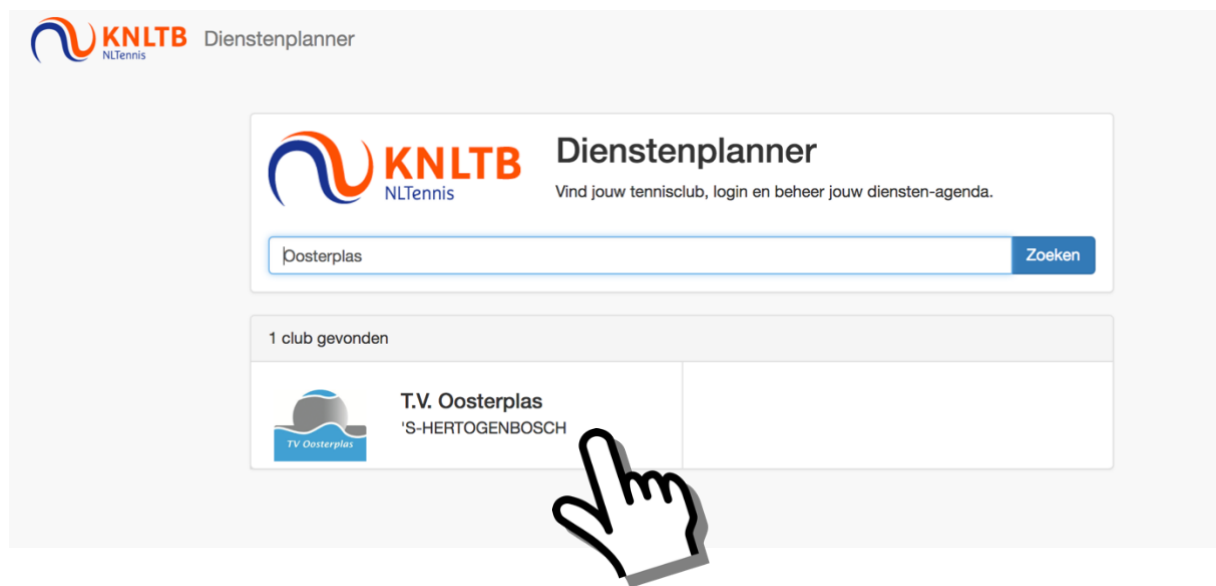 KNLTB Dienstenplanner
NLTennis
KNLTB
NLTennis
Dienstenplanner
Vind jouw tennisclub, login en beheer jouw diensten-agenda.
Oosterplas
Zoeken
1 club gevonden
TV Oosterplas
T.V. Oosterplas
'S-HERTOGENBOSCH